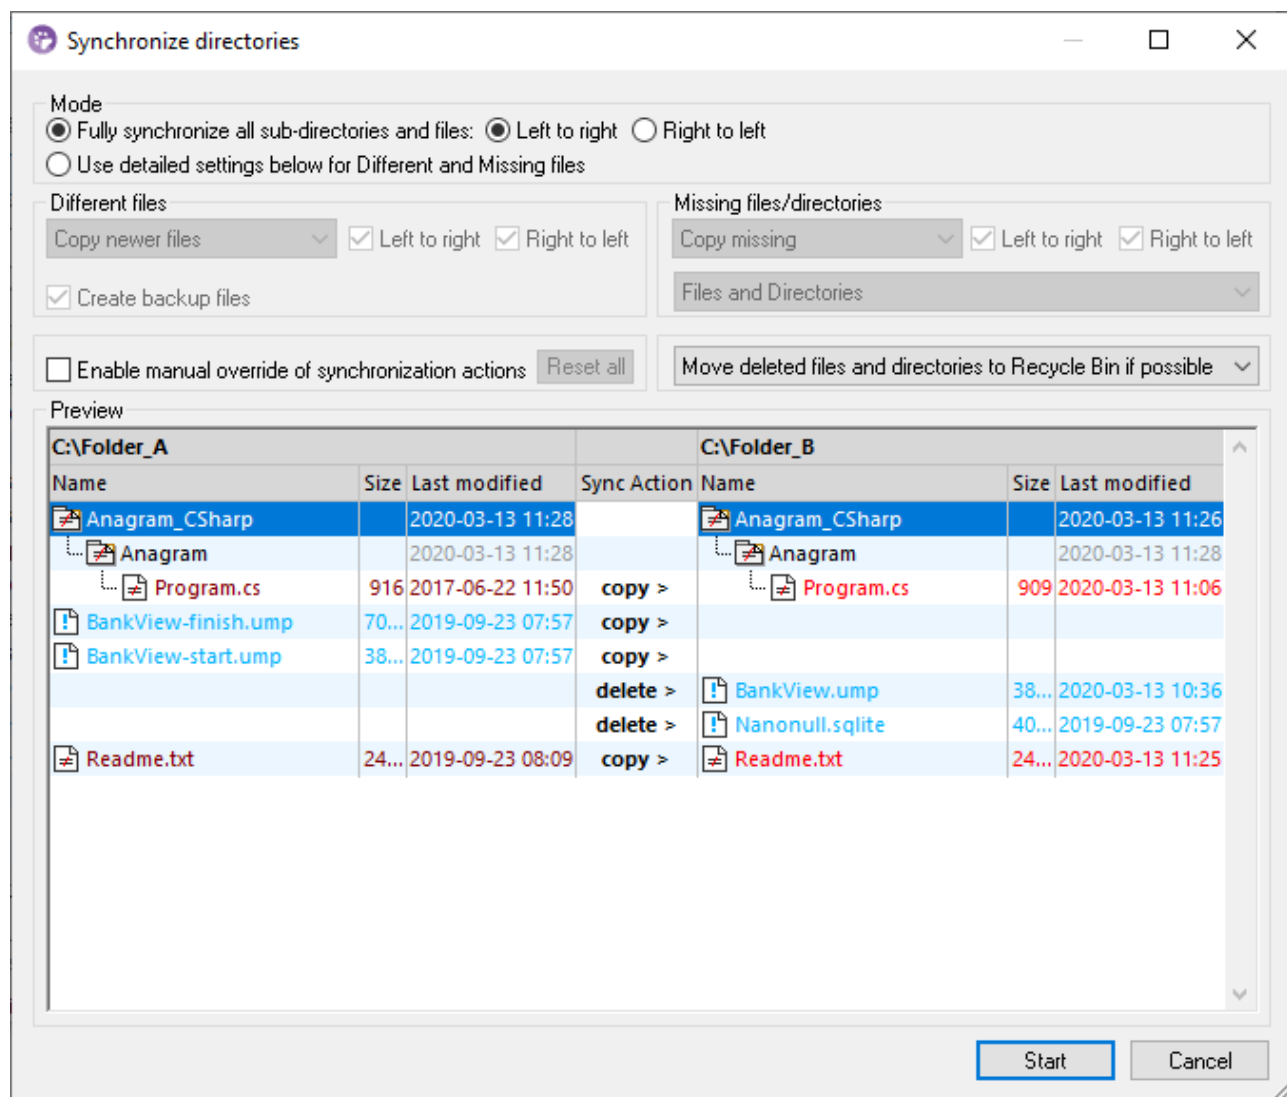 Synchronize directories
Mode
Fully synchronize all sub-directories and files: Left to right Right to left
Use detailed settings below for Different and Missing files
Different files Missing files/directories
Copy newer files Left to right Right to left Copy missing Left to right Right to left
Create backup files Files and Directories
Enable manual override of synchronization actions Reset all Move deleted files and directories to Recycle Bin if possible
Preview
C:\Folder_A C:\Folder_B
Name Size Last modified Sync Action Name Size Last modified
Anagram_CSharp 2020-03-13 11:28 Anagram_CSharp 2020-03-13 11:26
Anagram 2020-03-13 11:28 Anagram 2020-03-13 11:28
Program.cs 916 2017-06-22 11:50 copy > Program.cs 909 2020-03-13 11:06
BankView-finish.ump 70... 2019-09-23 07:57 copy >
BankView-start.ump 38... 2019-09-23 07:57 copy >
delete > BankView.ump 38... 2020-03-13 10:36
delete > Nanonull.sqlite 40... 2019-09-23 07:57
Readme.txt 24... 2019-09-23 08:09 copy > Readme.txt 24... 2020-03-13 11:25
Start Cancel